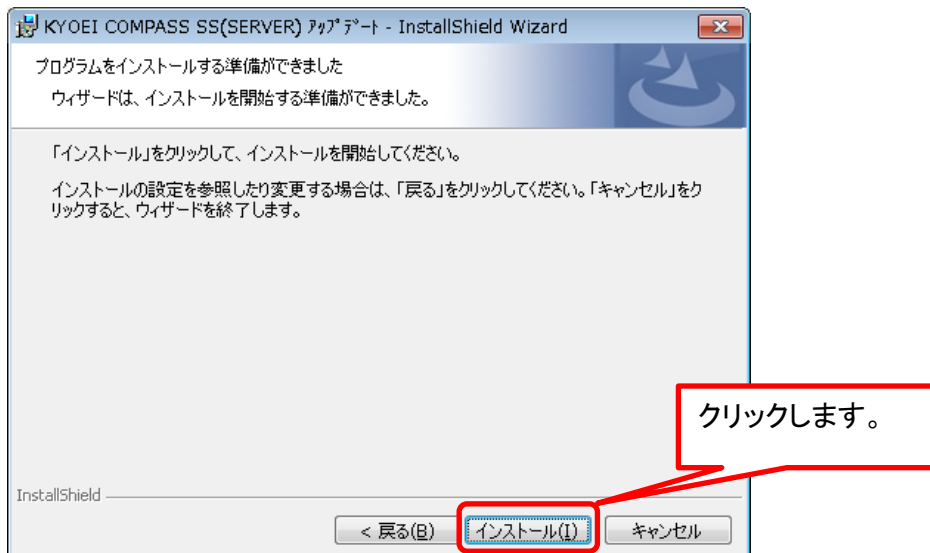 KYOEI COMPASS SS(SERVER) ｱｯﾌﾟﾃﾞｰﾄ - InstallShield Wizard
プログラムをインストールする準備ができました
ウィザードは、インストールを開始する準備ができました。
「インストール」をクリックして、インストールを開始してください。
インストールの設定を参照したり変更する場合は、「戻る」をクリックしてください。「キャンセル」をク
リックすると、ウィザードを終了します。
クリックします。
InstallShield
< 戻る(B)
インストール(I)
キャンセル